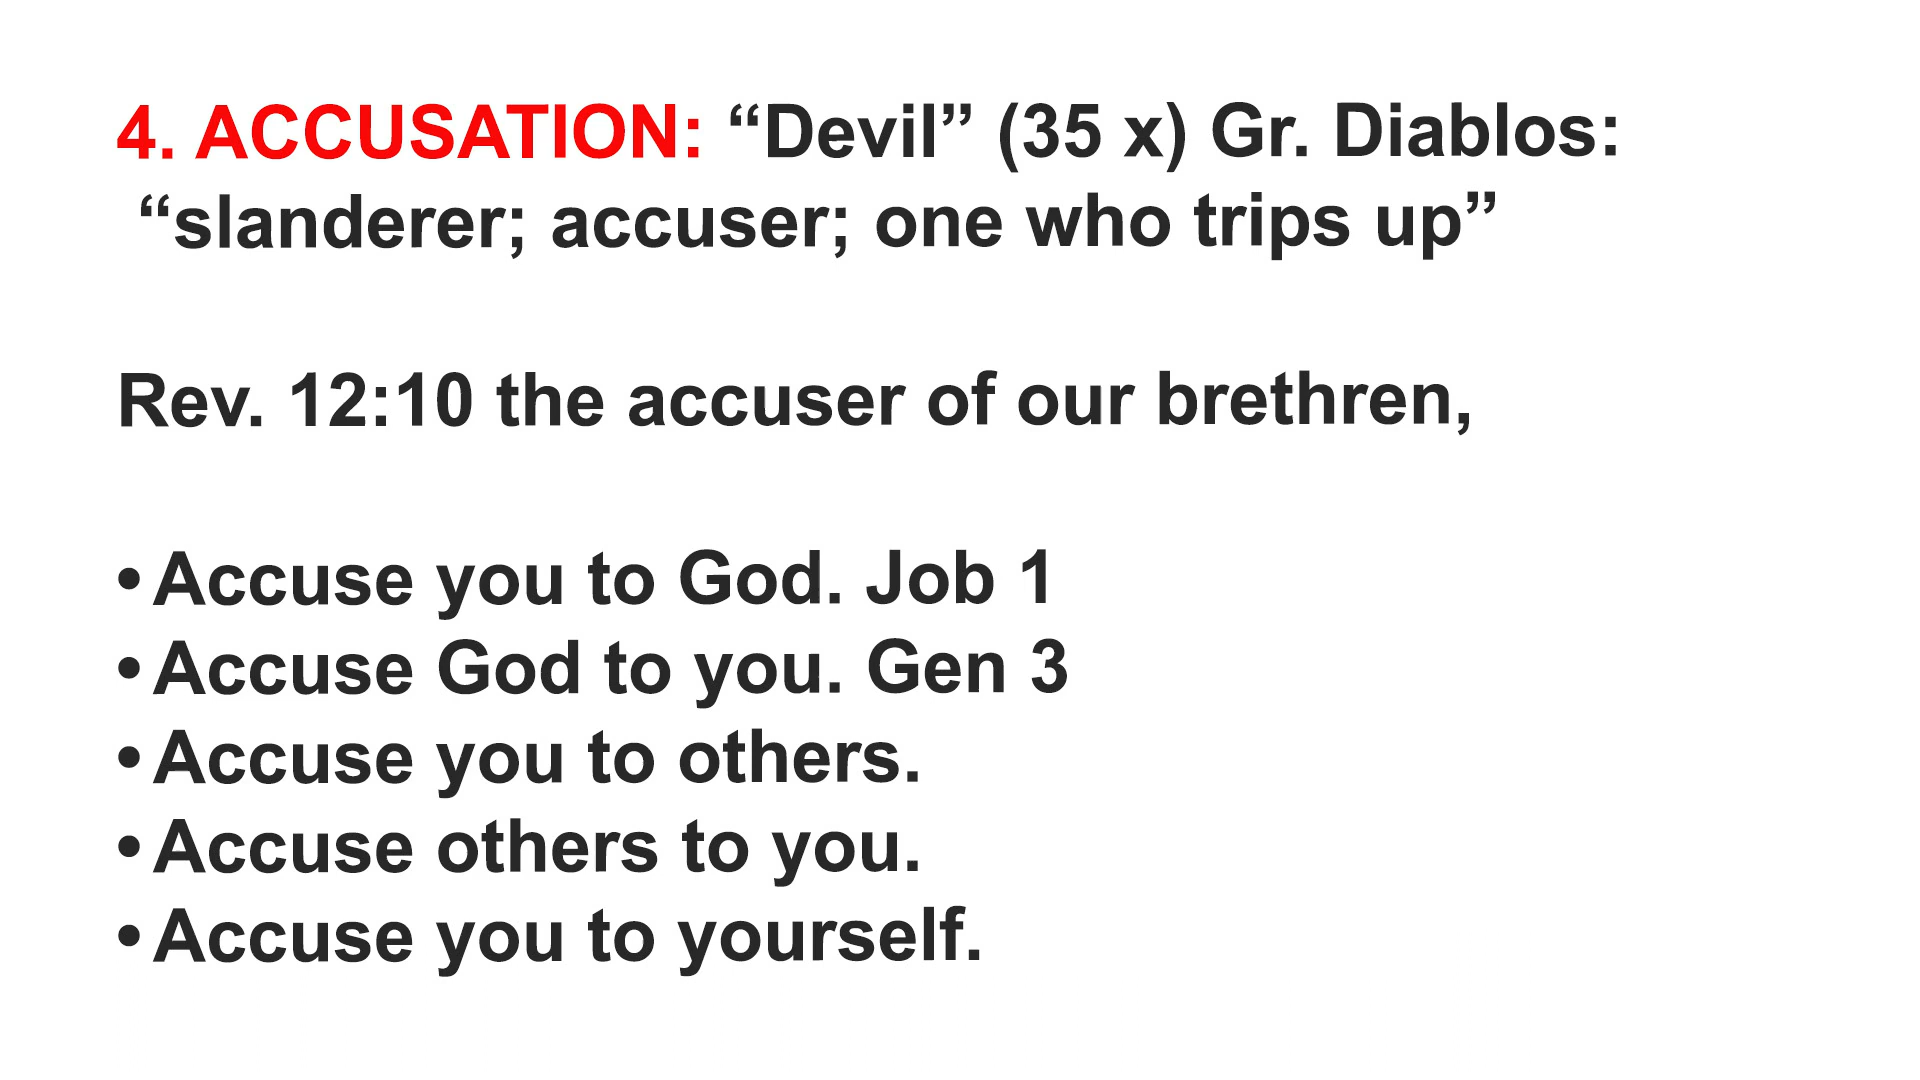 4. ACCUSATION: “Devil” (35 x) Gr. Diablos:
“slanderer; accuser; one who trips up”
Rev. 12:10 the accuser of our brethren,
• Accuse you to God. Job 1
• Accuse God to you. Gen 3
• Accuse you to others.
• Accuse others to you.
• Accuse you to yourself.